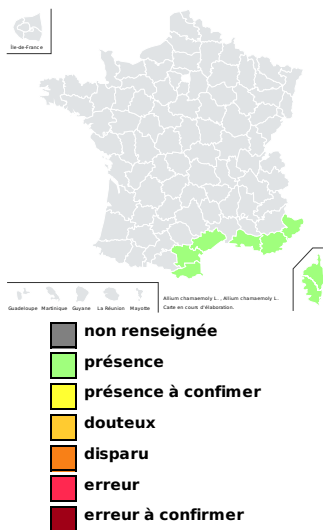 Île-de-France
Guadeloupe Martinique Guyane La Réunion Mayotte
Allium chamaemoly L. , Allium chamaemoly L.
Carte en cours d'élaboration.
non renseignée
présence
présence à confimer
douteux
disparu
erreur
erreur à confirmer